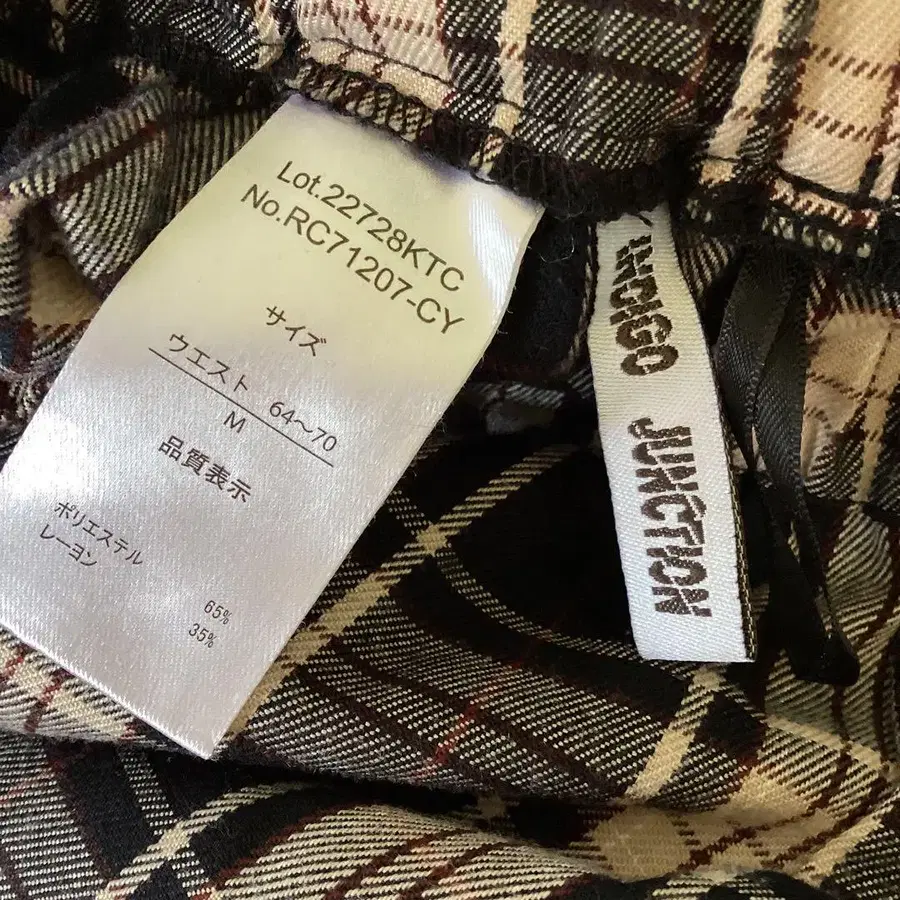 Lot.22728KTC
No.RC71207-CY
サイズ
ウエスト 64〜70
M
品質表示
ポリエステル 65%
レーヨン 35%
JUNCTION